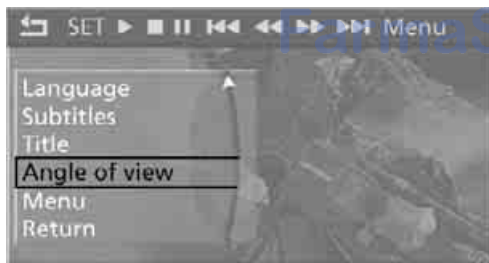 SET Menu
Language
Subtitles
Title
Angle of view
Menu
Return